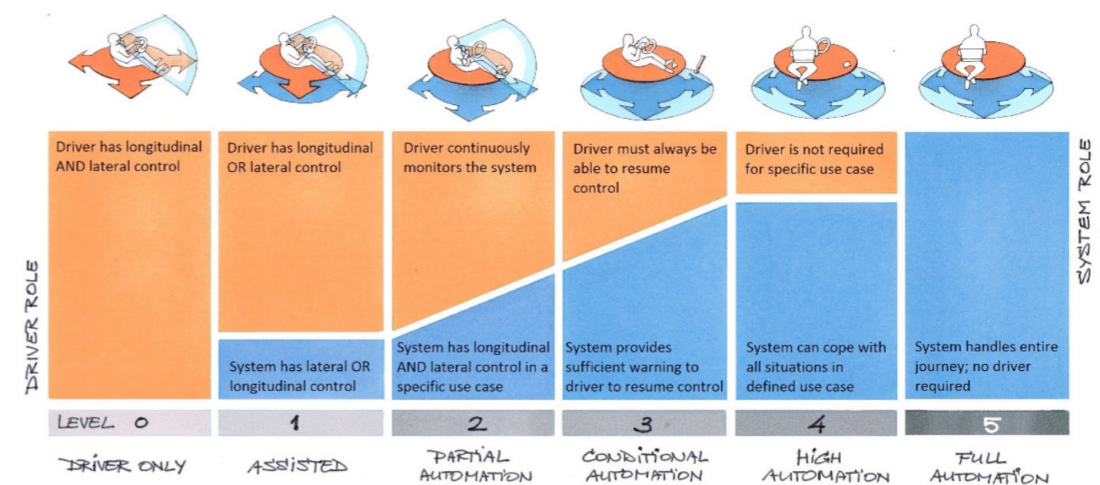 Driver has longitudinal
AND lateral control
Driver has longitudinal
OR lateral control
Driver continuously
monitors the system
Driver must always be
able to resume
control
Driver is not required
for specific use case
DRIVER ROLE
SYSTEM ROLE
System has lateral OR
longitudinal control
System has longitudinal
AND lateral control in a
specific use case
System provides
sufficient warning to
driver to resume control
System can cope with
all situations in
defined use case
System handles entire
journey; no driver
required
LEVEL 0
1
2
3
4
5
DRIVER ONLY
ASSISTED
PARTIAL
AUTOMATION
CONDITIONAL
AUTOMATION
HIGH
AUTOMATION
FULL
AUTOMATION